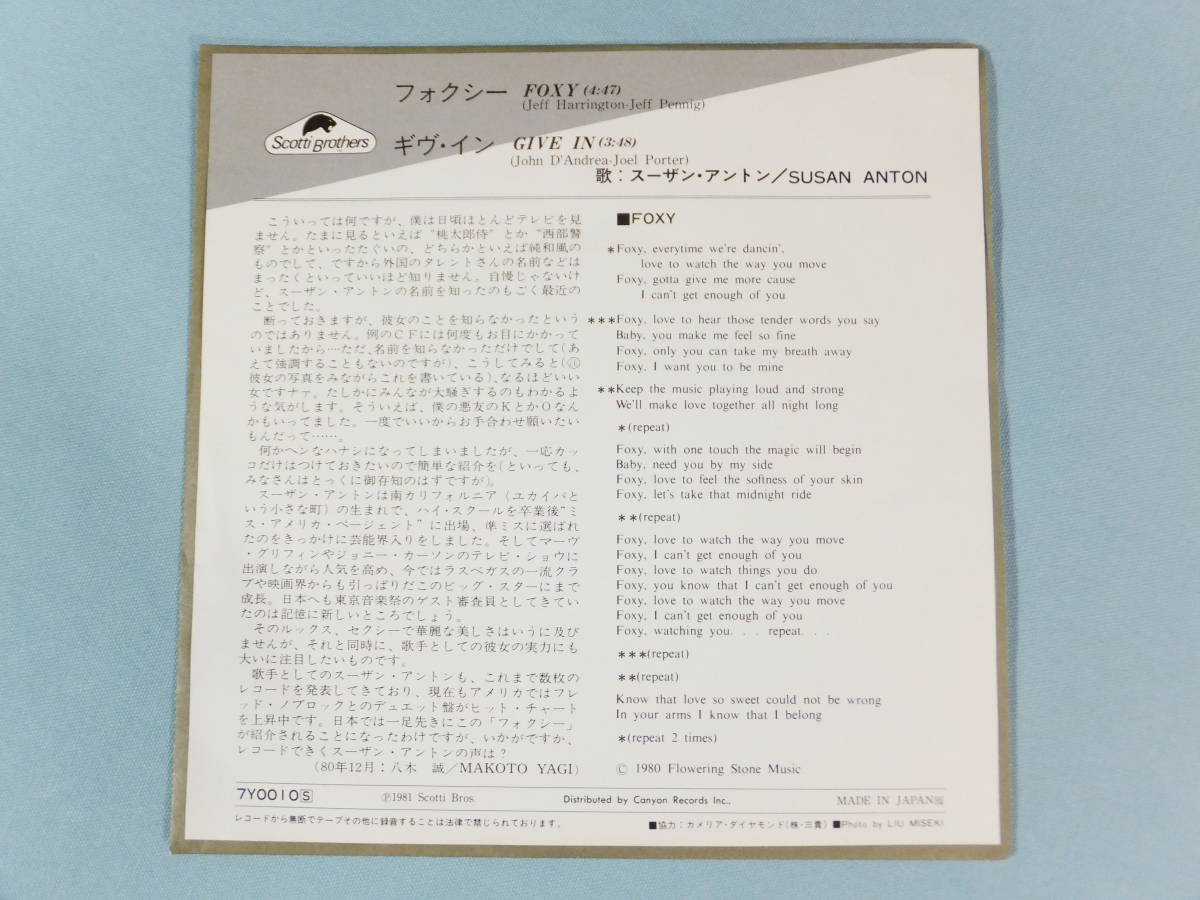 フォクシー FOXY (4:47)
(Jeff Harrington-Jeff Pennig)
Scotti Brothers
ギヴ・イン GIVE IN (3:48)
(John D'Andrea-Joel Porter)
歌：スーザン・アントン／SUSAN ANTON
こういっては何ですが、僕は日頃ほとんどテレビを見
ません。たまに見るといえば“桃太郎侍”とか“西部警
察”とかといったたぐいの、どちらかといえば純和風の
ものでして、ですから外国のタレントさんの名前などは
まったくといっていいほど知りません。自慢じゃないけ
ど、スーザン・アントンの名前を知ったのもごく最近の
ことでした。
断っておきますが、彼女のことを知らなかったという
のではありません。例のCFには何度もお目にかかって
いましたから…ただ、名前を知らなかっただけでして(あ
えて強調することもないのですが)、こうしてみると(注
彼女の写真をみながらこれを書いている)、なるほどいい
女ですナァ。たしかにみんなが大騒ぎするのもわかるよ
うな気がします。そういえば、僕の悪友のKとかOなん
かもいってました。一度でいいからお手合わせ願いたい
もんだって……。
何かヘンなハナシになってしまいましたが、一応カッ
コだけはつけておきたいので簡単な紹介を(といっても、
みなさんはとっくに御存知のはずですが)。
スーザン・アントンは南カリフォルニア（ユカイパと
いう小さな町）の生まれで、ハイ・スクールを卒業後“ミ
ス・アメリカ・ページェント”に出場、準ミスに選ばれ
たのをきっかけに芸能界入りをしました。そしてマーヴ
・グリフィンやジョニー・カーソンのテレビ・ショウに
出演しながら人気を高め、今ではラスベガスの一流クラ
ブや映画界からも引っぱりだこのビッグ・スターにまで
成長。日本へも東京音楽祭のゲスト審査員としてきてい
たのは記憶に新しいところでしょう。
そのルックス、セクシーで華麗な美しさはいうに及び
ませんが、それと同時に、歌手としての彼女の実力にも
大いに注目したいものです。
歌手としてのスーザン・アントンも、これまで数枚の
レコードを発表してきており、現在もアメリカではフレ
ッド・ノブロックとのデュエット盤がヒット・チャート
を上昇中です。日本では一足先きにこの「フォクシー」
が紹介されることになったわけですが、いかがですか、
レコードできくスーザン・アントンの声は？
(80年12月：八木 誠／MAKOTO YAGI)
■FOXY
*Foxy, everytime we're dancin',
love to watch the way you move
Foxy, gotta give me more cause
I can't get enough of you
***Foxy, love to hear those tender words you say
Baby, you make me feel so fine
Foxy, only you can take my breath away
Foxy, I want you to be mine
**Keep the music playing loud and strong
We'll make love together all night long
*(repeat)
Foxy, with one touch the magic will begin
Baby, need you by my side
Foxy, love to feel the softness of your skin
Foxy, let's take that midnight ride
**(repeat)
Foxy, love to watch the way you move
Foxy, I can't get enough of you
Foxy, love to watch things you do
Foxy, you know that I can't get enough of you
Foxy, love to watch the way you move
Foxy, I can't get enough of you
Foxy, watching you. . . repeat. . .
***(repeat)
**(repeat)
Know that love so sweet could not be wrong
In your arms I know that I belong
*(repeat 2 times)
© 1980 Flowering Stone Music
7Y0010 S ℗1981 Scotti Bros. Distributed by Canyon Records Inc., MADE IN JAPAN
レコードから無断でテープその他に録音することは法律で禁じられております。
■協力：カメリア・ダイヤモンド(株・三貴) ■Photo by LIU MISEKI